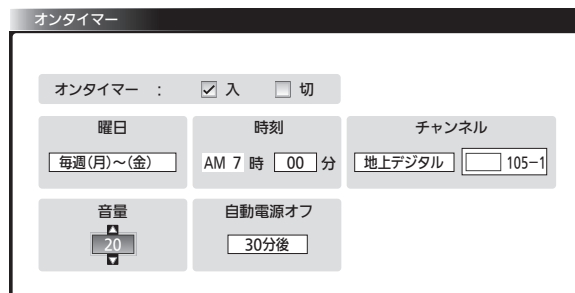 オンタイマー
オンタイマー : 入 切
曜日 時刻 チャンネル
毎週(月)～(金) AM 7 時 00 分 地上デジタル 105-1
音量 自動電源オフ
20 30分後